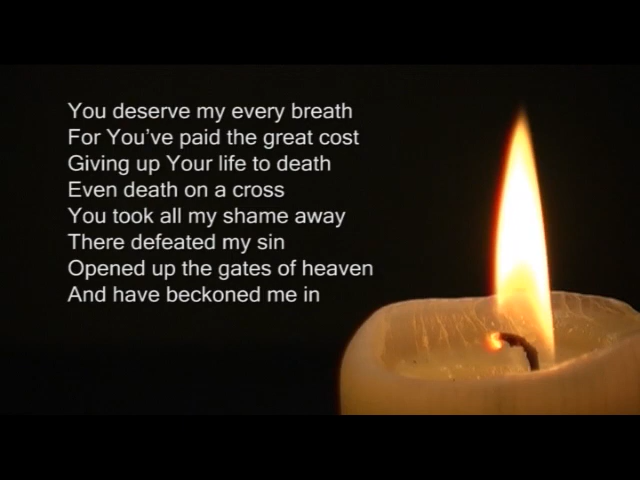 You deserve my every breath
For You’ve paid the great cost
Giving up Your life to death
Even death on a cross
You took all my shame away
There defeated my sin
Opened up the gates of heaven
And have beckoned me in